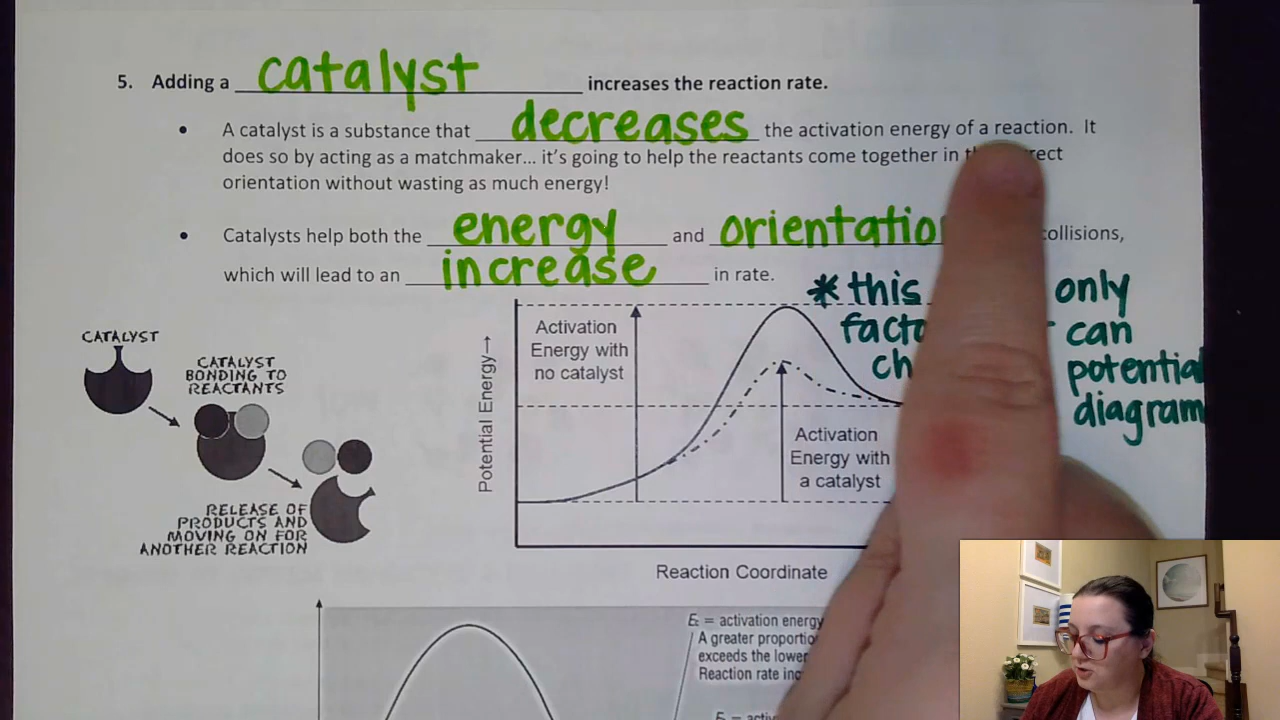 5. Adding a catalyst increases the reaction rate.
• A catalyst is a substance that decreases the activation energy of a reaction. It
does so by acting as a matchmaker... it's going to help the reactants come together in
orientation without wasting as much energy!
• Catalysts help both the energy and collisions,
which will lead to an increase in rate.
* this only
can
potential
diagram
CATALYST
CATALYST
BONDING TO
REACTANTS
RELEASE OF
PRODUCTS AND
MOVING ON FOR
ANOTHER REACTION
Potential Energy→
Activation
Energy with
no catalyst
Activation
Energy with
a catalyst
Reaction Coordinate
= activation energy
A greater
exceeds the lower
Reaction rate